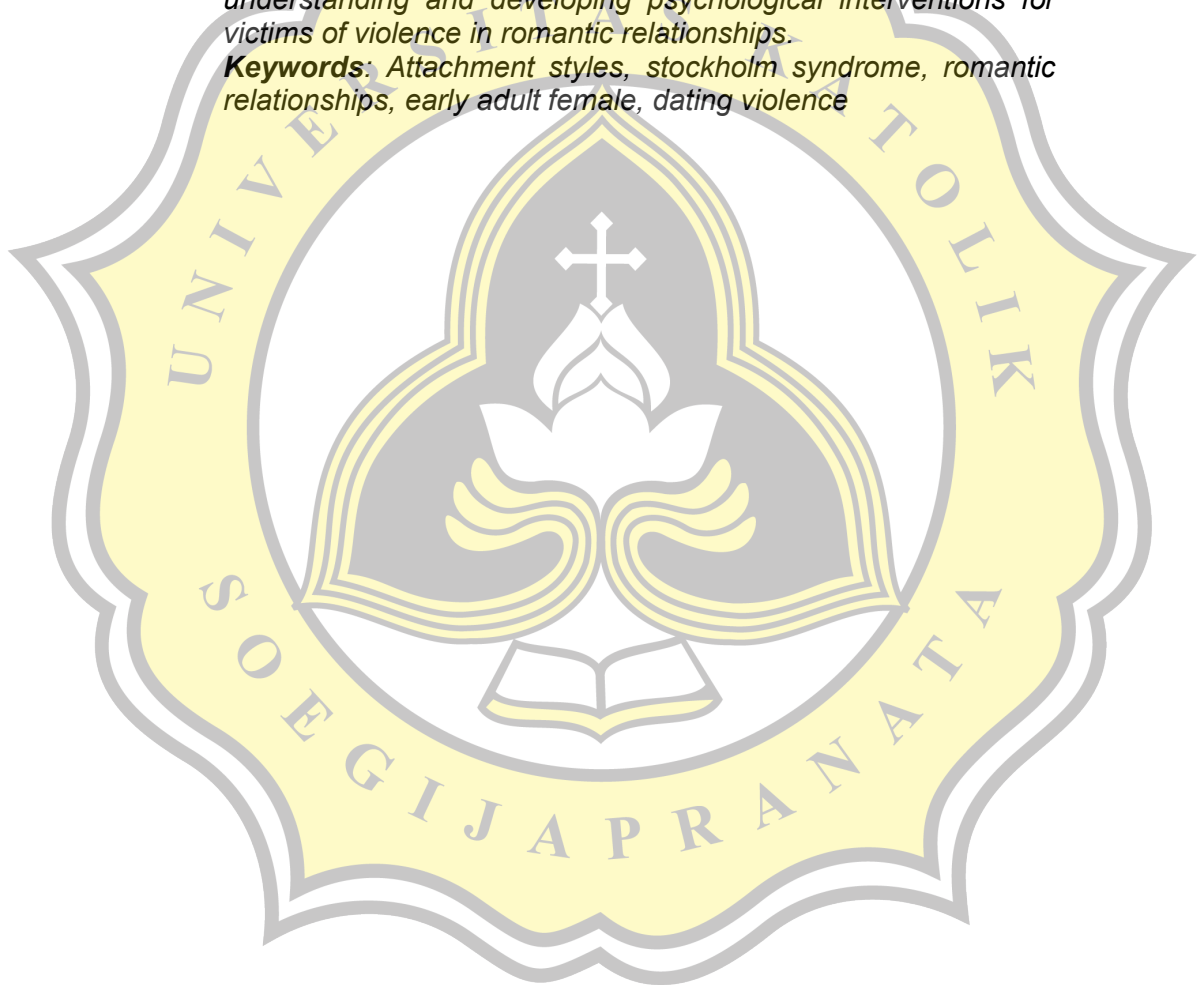 understanding and developing psychological interventions for
victims of violence in romantic relationships.
Keywords: Attachment styles, stockholm syndrome, romantic
relationships, early adult female, dating violence
UNIVERSITAS KATOLIK
SOEGIJAPRANATA